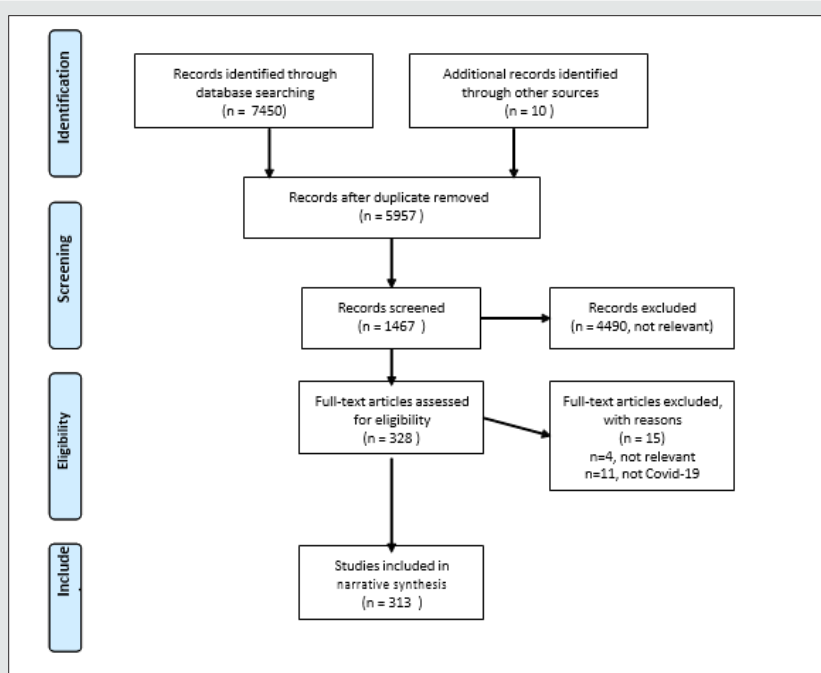 Identification
Records identified through
database searching
(n = 7450)
Additional records identified
through other sources
(n = 10 )
Records after duplicate removed
(n = 5957 )
Screening
Records screened
(n = 1467 )
Records excluded
(n = 4490, not relevant)
Eligibility
Full-text articles assessed
for eligibility
(n = 328 )
Full-text articles excluded,
with reasons
(n = 15)
n=4, not relevant
n=11, not Covid-19
Include.
Studies included in
narrative synthesis
(n = 313 )